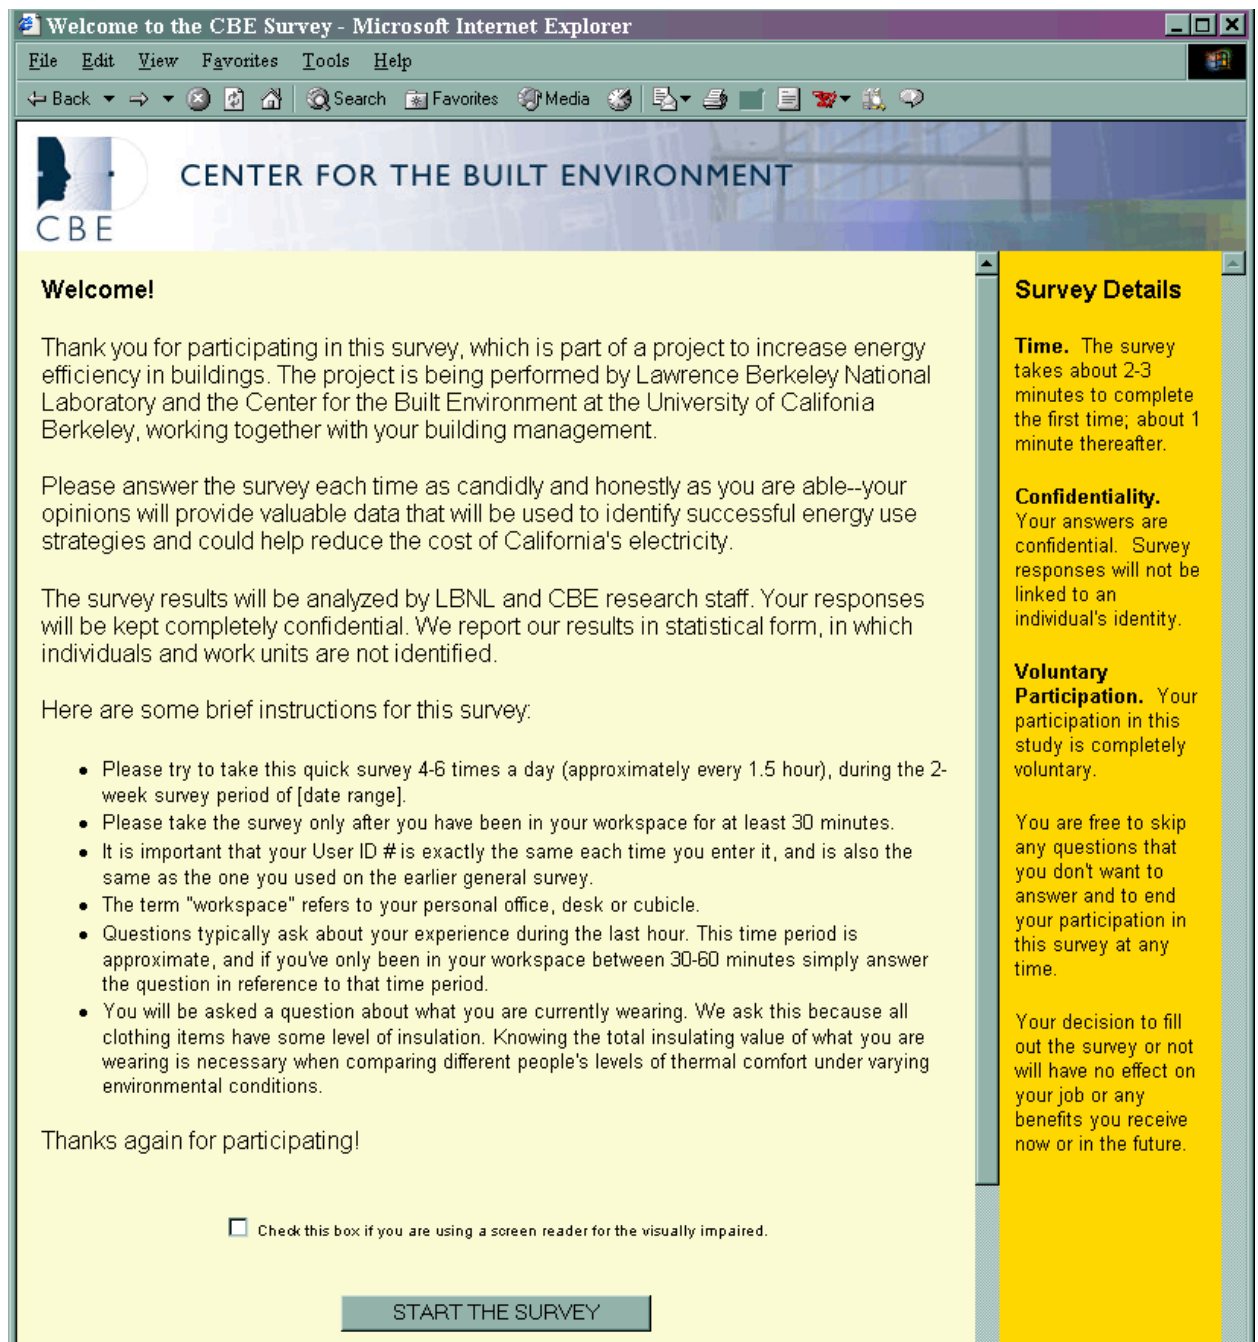 Welcome to the CBE Survey - Microsoft Internet Explorer
File Edit View Favorites Tools Help
Back Search Favorites Media
CBE
CENTER FOR THE BUILT ENVIRONMENT
Welcome!
Thank you for participating in this survey, which is part of a project to increase energy
efficiency in buildings. The project is being performed by Lawrence Berkeley National
Laboratory and the Center for the Built Environment at the University of Califonia
Berkeley, working together with your building management.
Please answer the survey each time as candidly and honestly as you are able--your
opinions will provide valuable data that will be used to identify successful energy use
strategies and could help reduce the cost of California's electricity.
The survey results will be analyzed by LBNL and CBE research staff. Your responses
will be kept completely confidential. We report our results in statistical form, in which
individuals and work units are not identified.
Here are some brief instructions for this survey:
• Please try to take this quick survey 4-6 times a day (approximately every 1.5 hour), during the 2-
week survey period of [date range].
• Please take the survey only after you have been in your workspace for at least 30 minutes.
• It is important that your User ID # is exactly the same each time you enter it, and is also the
same as the one you used on the earlier general survey.
• The term "workspace" refers to your personal office, desk or cubicle.
• Questions typically ask about your experience during the last hour. This time period is
approximate, and if you've only been in your workspace between 30-60 minutes simply answer
the question in reference to that time period.
• You will be asked a question about what you are currently wearing. We ask this because all
clothing items have some level of insulation. Knowing the total insulating value of what you are
wearing is necessary when comparing different people's levels of thermal comfort under varying
environmental conditions.
Thanks again for participating!
Check this box if you are using a screen reader for the visually impaired.
START THE SURVEY
Survey Details
Time. The survey
takes about 2-3
minutes to complete
the first time; about 1
minute thereafter.
Confidentiality.
Your answers are
confidential. Survey
responses will not be
linked to an
individual's identity.
Voluntary
Participation. Your
participation in this
study is completely
voluntary.
You are free to skip
any questions that
you don't want to
answer and to end
your participation in
this survey at any
time.
Your decision to fill
out the survey or not
will have no effect on
your job or any
benefits you receive
now or in the future.